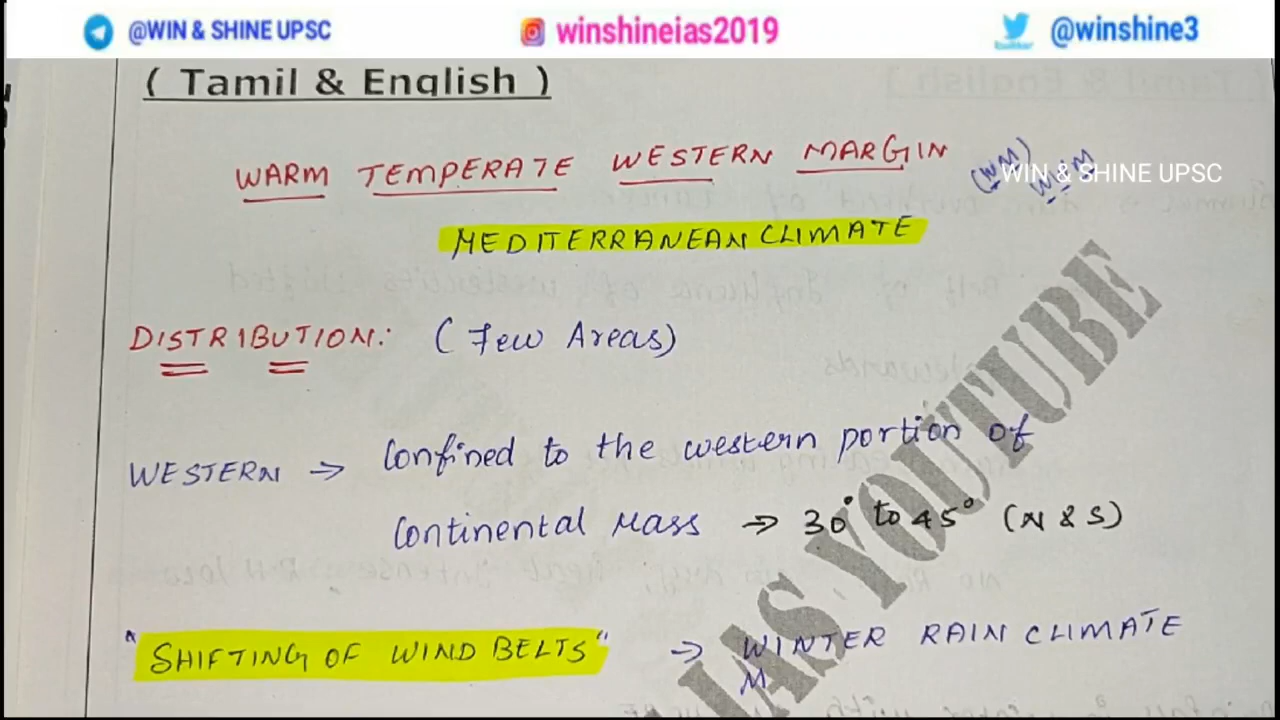 @WIN & SHINE UPSC winshineias2019 @winshine3
( Tamil & English )
WARM TEMPERATE WESTERN MARGIN (WM)
WIN & SHINE UPSC
MEDITERRANEAN CLIMATE
DISTRIBUTION: (Few Areas)
WESTERN → Confined to the western portion of
Continental Mass → 30° to 45° (N & S)
"SHIFTING OF WIND BELTS" → WINTER RAIN CLIMATE
M
IAS YOUTUBE